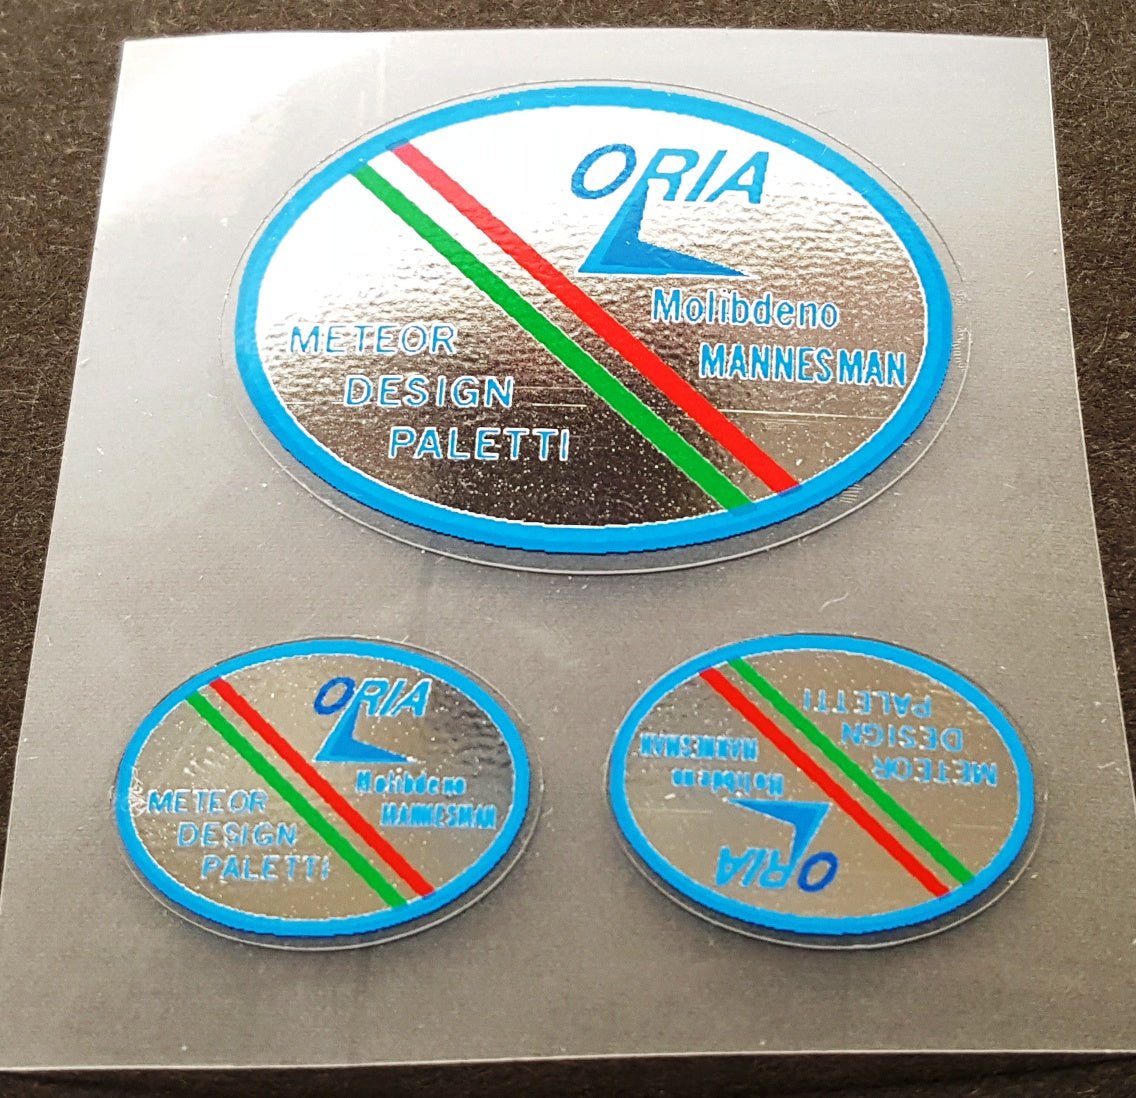 ORIA
Molibdeno
MANNESMAN
METEOR
DESIGN
PALETTI
ORIA
Molibdeno
MANNESMAN
METEOR
DESIGN
PALETTI
METEOR
DESIGN
PALETTI
ORIA
Molibdeno
MANNESMAN